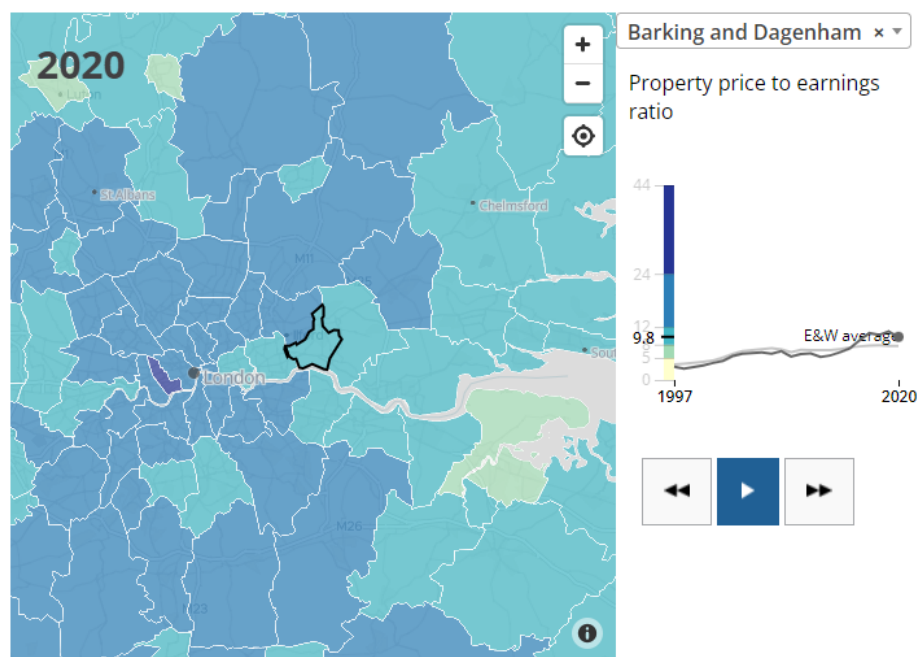 2020
Luton
St.Albans
Chelmsford
M11
London
M26
M23
+
−
Barking and Dagenham × ▼
Property price to earnings
ratio
44
24
12
9.8
5
0
E&W average
1997
2020